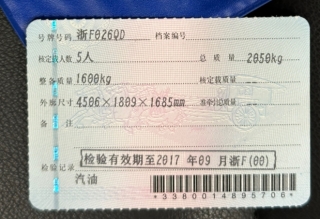 号牌号码 浙F026QD 档案编号
核定载人数 5人 总质量 2050kg
整备质量 1600kg 核定载质量 --
外廓尺寸 4506×1809×1685mm 准牵引总质量 --
备注
检验记录 检验有效期至2017年09月浙F(00)
汽油
*3380014895706*